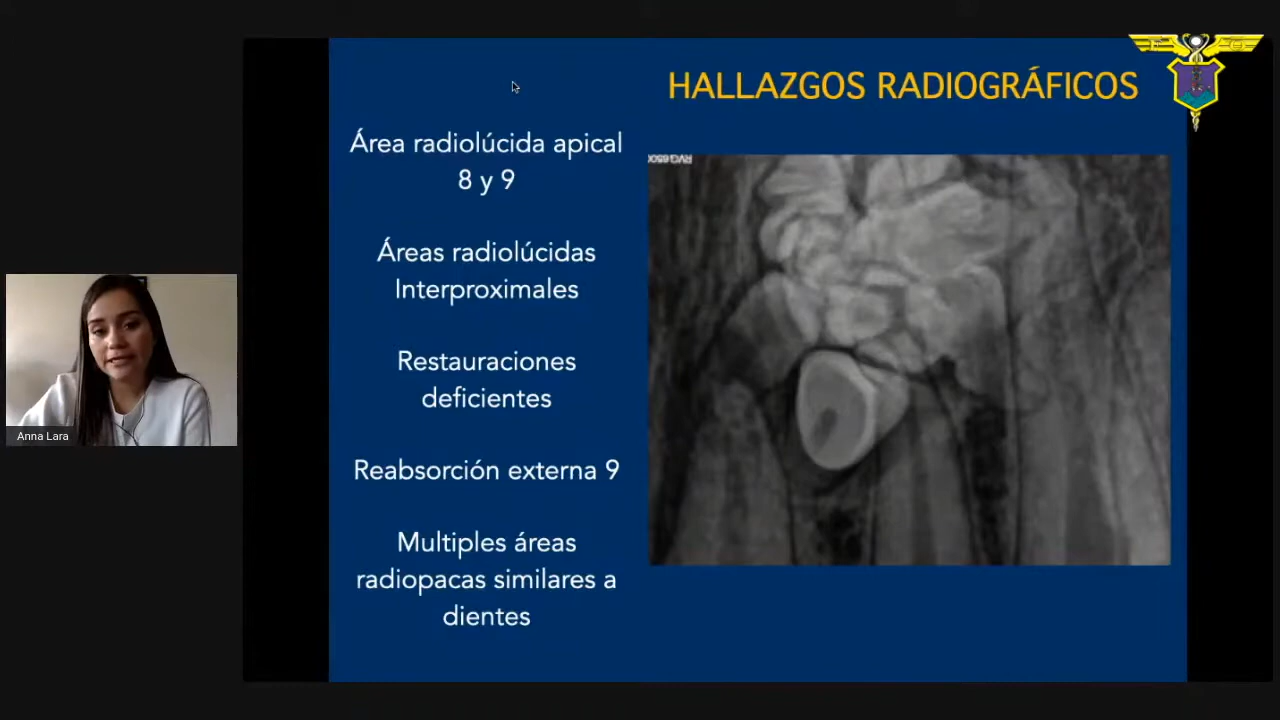 HALLAZGOS RADIOGRÁFICOS
Área radiolúcida apical
8 y 9
Áreas radiolúcidas
Interproximales
Restauraciones
deficientes
Reabsorción externa 9
Multiples áreas
radiopacas similares a
dientes
Anna Lara